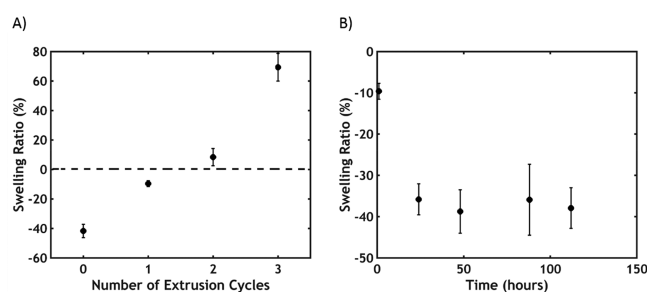 A)
B)
Swelling Ratio (%)
80
60
40
20
0
-20
-40
-60
0 1 2 3
Number of Extrusion Cycles
Swelling Ratio (%)
0
-10
-20
-30
-40
-50
0 50 100 150
Time (hours)